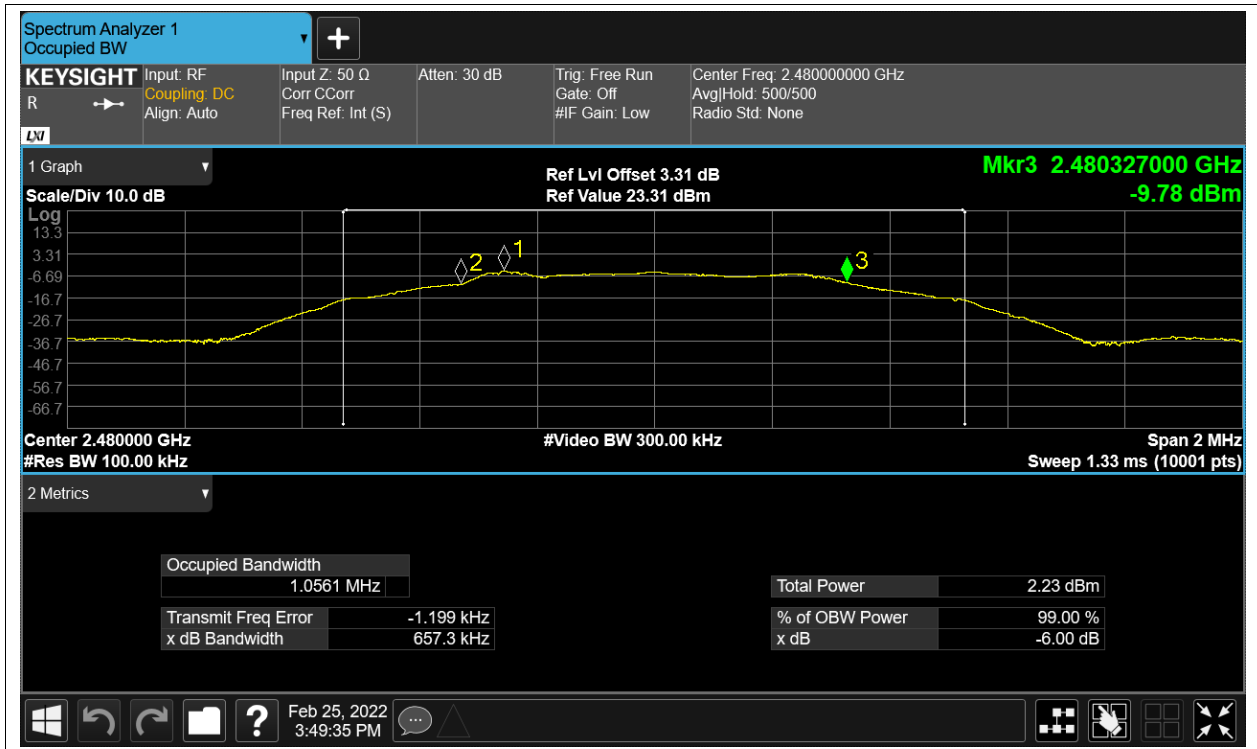 Spectrum Analyzer 1
Occupied BW
KEYSIGHT
R
LXI
Input: RF
Coupling: DC
Align: Auto
Input Z: 50 Ω
Corr CCorr
Freq Ref: Int (S)
Atten: 30 dB
Trig: Free Run
Gate: Off
#IF Gain: Low
Center Freq: 2.480000000 GHz
Avg|Hold: 500/500
Radio Std: None
1 Graph
Scale/Div 10.0 dB
Ref Lvl Offset 3.31 dB
Ref Value 23.31 dBm
Mkr3 2.480327000 GHz
-9.78 dBm
Log
13.3
3.31
-6.69
-16.7
-26.7
-36.7
-46.7
-56.7
-66.7
2
1
3
Center 2.480000 GHz
#Video BW 300.00 kHz
Span 2 MHz
#Res BW 100.00 kHz
Sweep 1.33 ms (10001 pts)
2 Metrics
Occupied Bandwidth
1.0561 MHz
Transmit Freq Error -1.199 kHz
x dB Bandwidth 657.3 kHz
Total Power 2.23 dBm
% of OBW Power 99.00 %
x dB -6.00 dB
?
Feb 25, 2022
3:49:35 PM